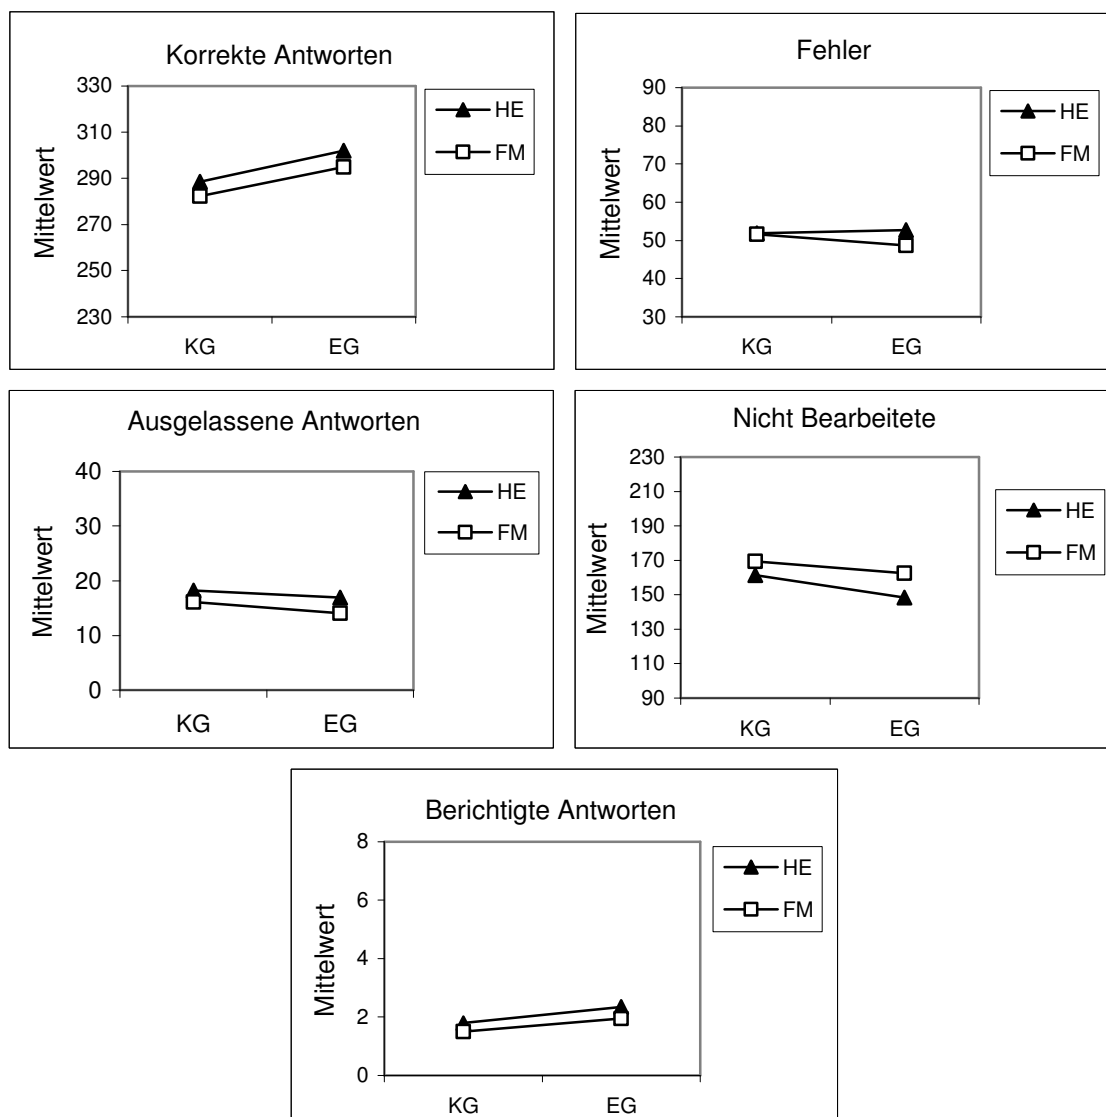 Korrekte Antworten
330
310
290
270
250
230
Mittelwert
KG EG
HE
FM
Fehler
90
80
70
60
50
40
30
Mittelwert
KG EG
HE
FM
Ausgelassene Antworten
40
30
20
10
0
Mittelwert
KG EG
HE
FM
Nicht Bearbeitete
230
210
190
170
150
130
110
90
Mittelwert
KG EG
HE
FM
Berichtigte Antworten
8
6
4
2
0
Mittelwert
KG EG
HE
FM